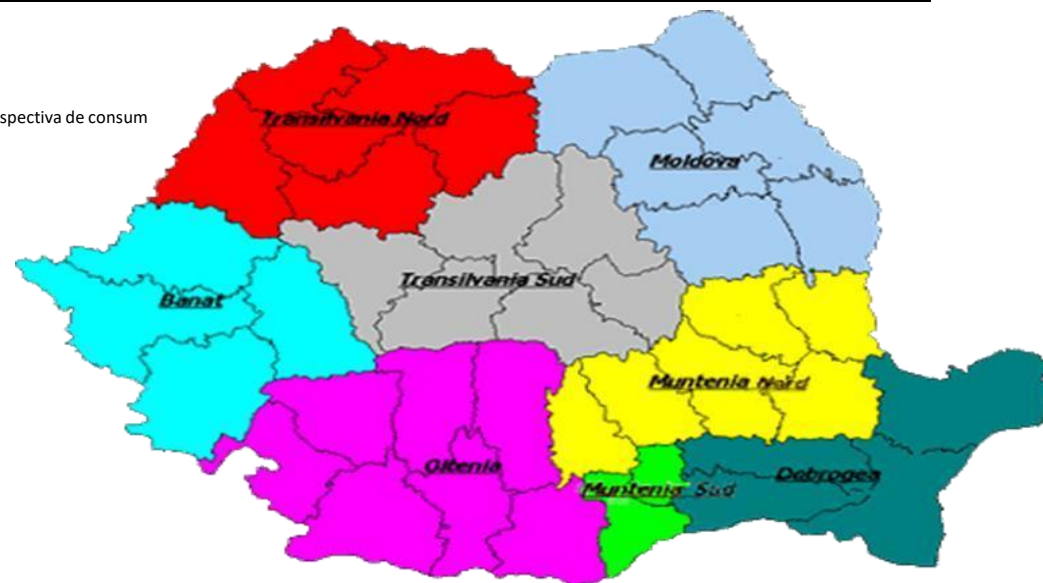 spectiva de consum
Transilvania Nord
Moldova
Transilvania Sud
Banat
Muntenia Nord
Oltenia
Dobrogea
Muntenia Sud